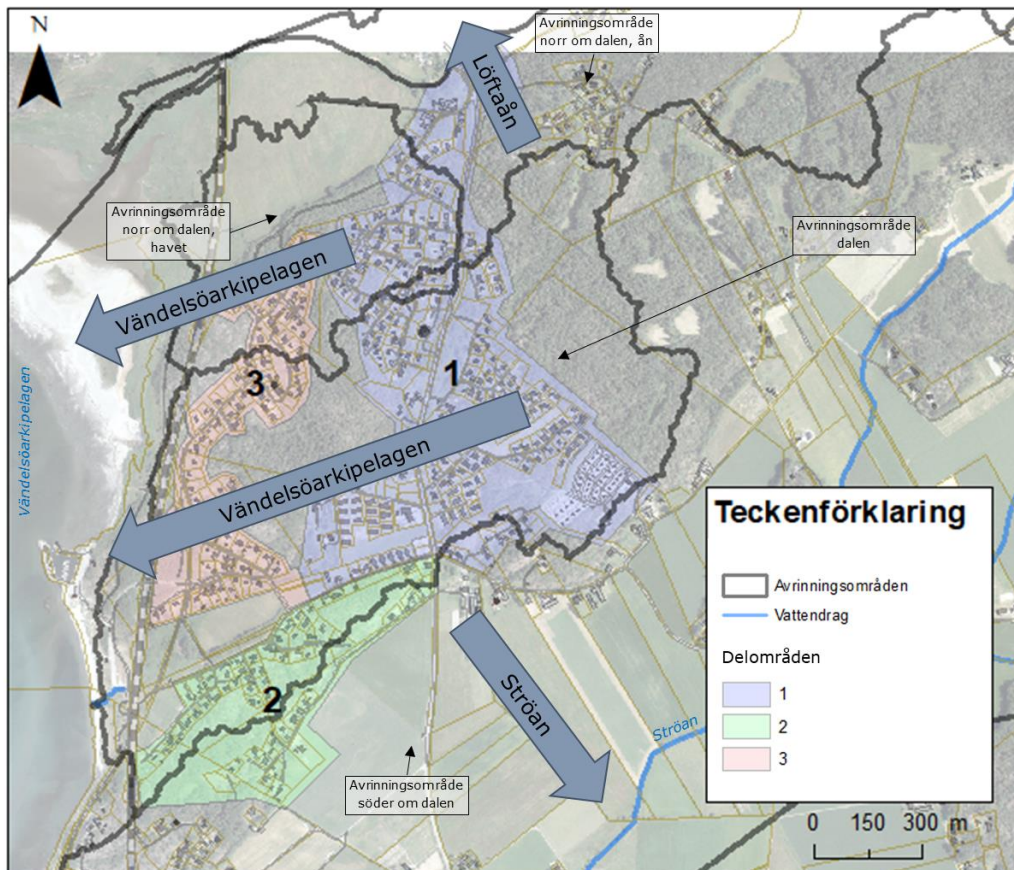 N
Avrinningsområde
norr om dalen, ån
Löftaån
Avrinningsområde
norr om dalen,
havet
Avrinningsområde
dalen
Vändelsöarkipelagen
1
3
Vändelsöarkipelagen
Vändelsöarkipelagen
2
Ströan
Ströan
Avrinningsområde
söder om dalen
Teckenförklaring
Avrinningsområden
Vattendrag
Delområden
1
2
3
0 150 300 m